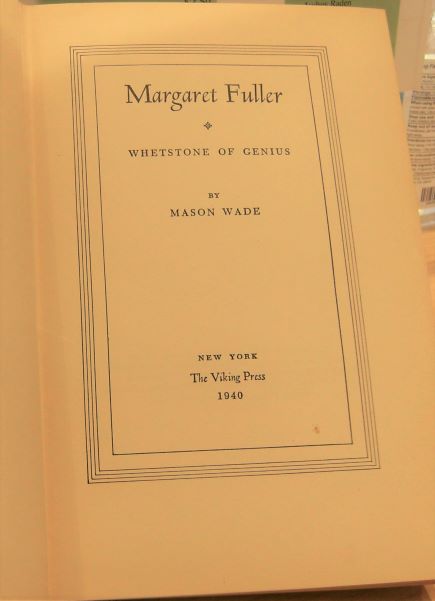 Margaret Fuller
WHETSTONE OF GENIUS
BY
MASON WADE
NEW YORK
The Viking Press
1940